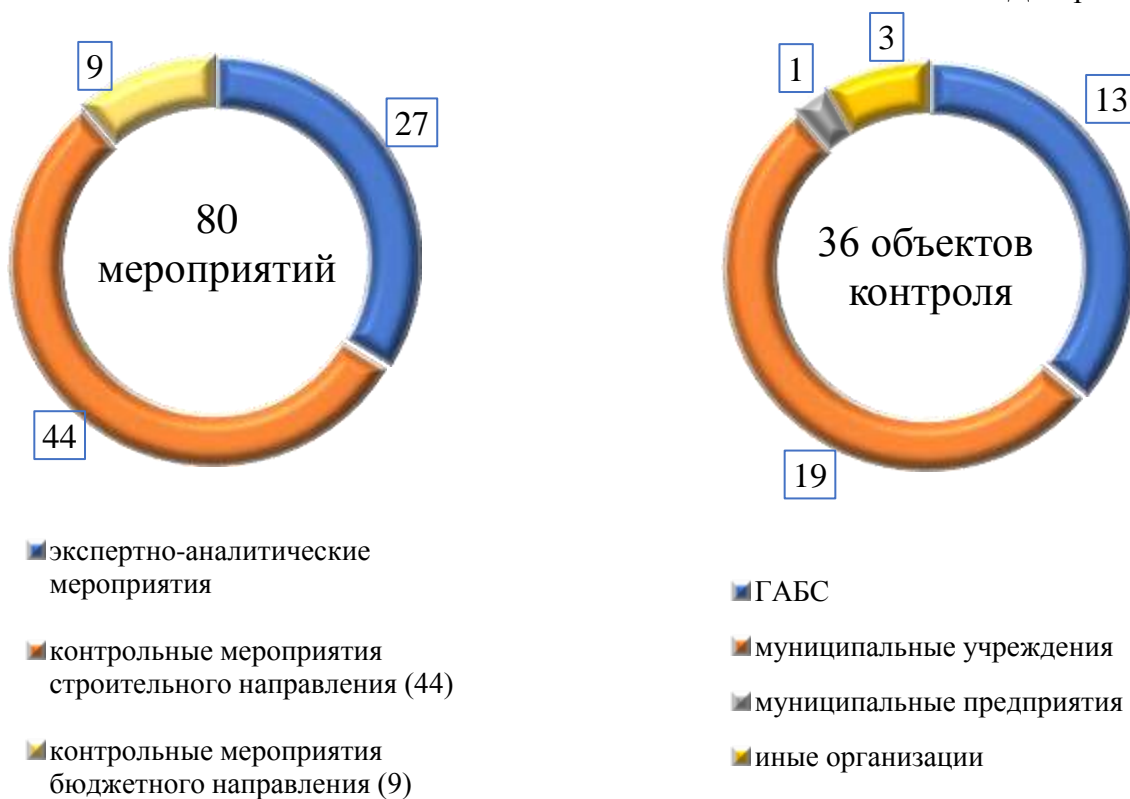 9
27
80
мероприятий
44
экспертно-аналитические
мероприятия
контрольные мероприятия
строительного направления (44)
контрольные мероприятия
бюджетного направления (9)
1
3
13
36 объектов
контроля
19
ГАБС
муниципальные учреждения
муниципальные предприятия
иные организации